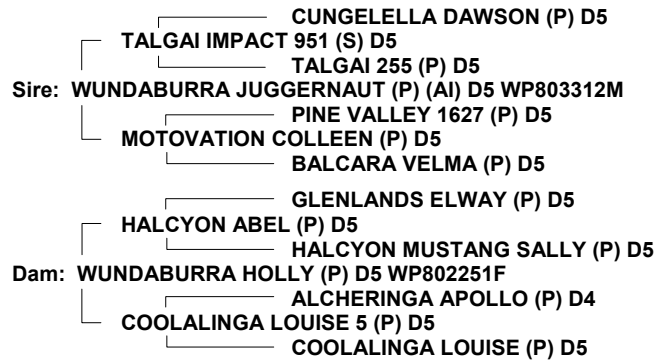 CUNGELELLA DAWSON (P) D5
TALGAI IMPACT 951 (S) D5
TALGAI 255 (P) D5
Sire: WUNDABURRA JUGGERNAUT (P) (AI) D5 WP803312M
PINE VALLEY 1627 (P) D5
MOTOVATION COLLEEN (P) D5
BALCARA VELMA (P) D5
GLENLANDS ELWAY (P) D5
HALCYON ABEL (P) D5
HALCYON MUSTANG SALLY (P) D5
Dam: WUNDABURRA HOLLY (P) D5 WP802251F
ALCHERINGA APOLLO (P) D4
COOLALINGA LOUISE 5 (P) D5
COOLALINGA LOUISE (P) D5